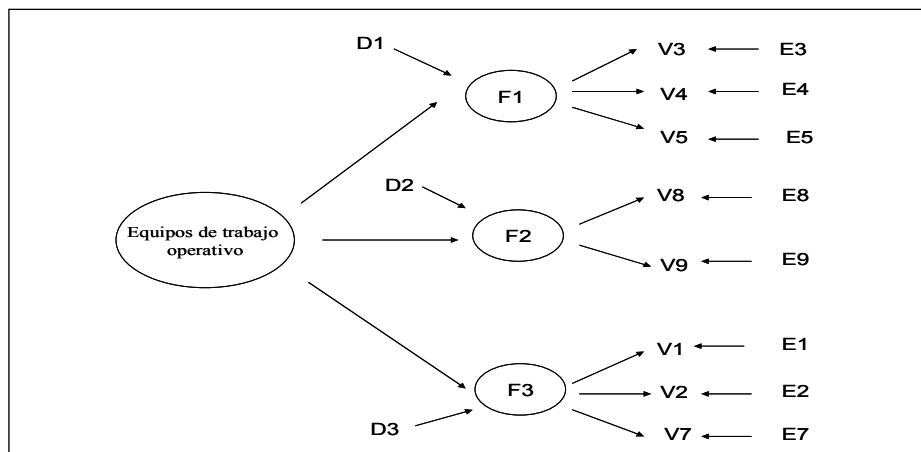 D1
F1
V3
E3
V4
E4
V5
E5
Equipos de trabajo
operativo
D2
F2
V8
E8
V9
E9
F3
D3
V1
E1
V2
E2
V7
E7